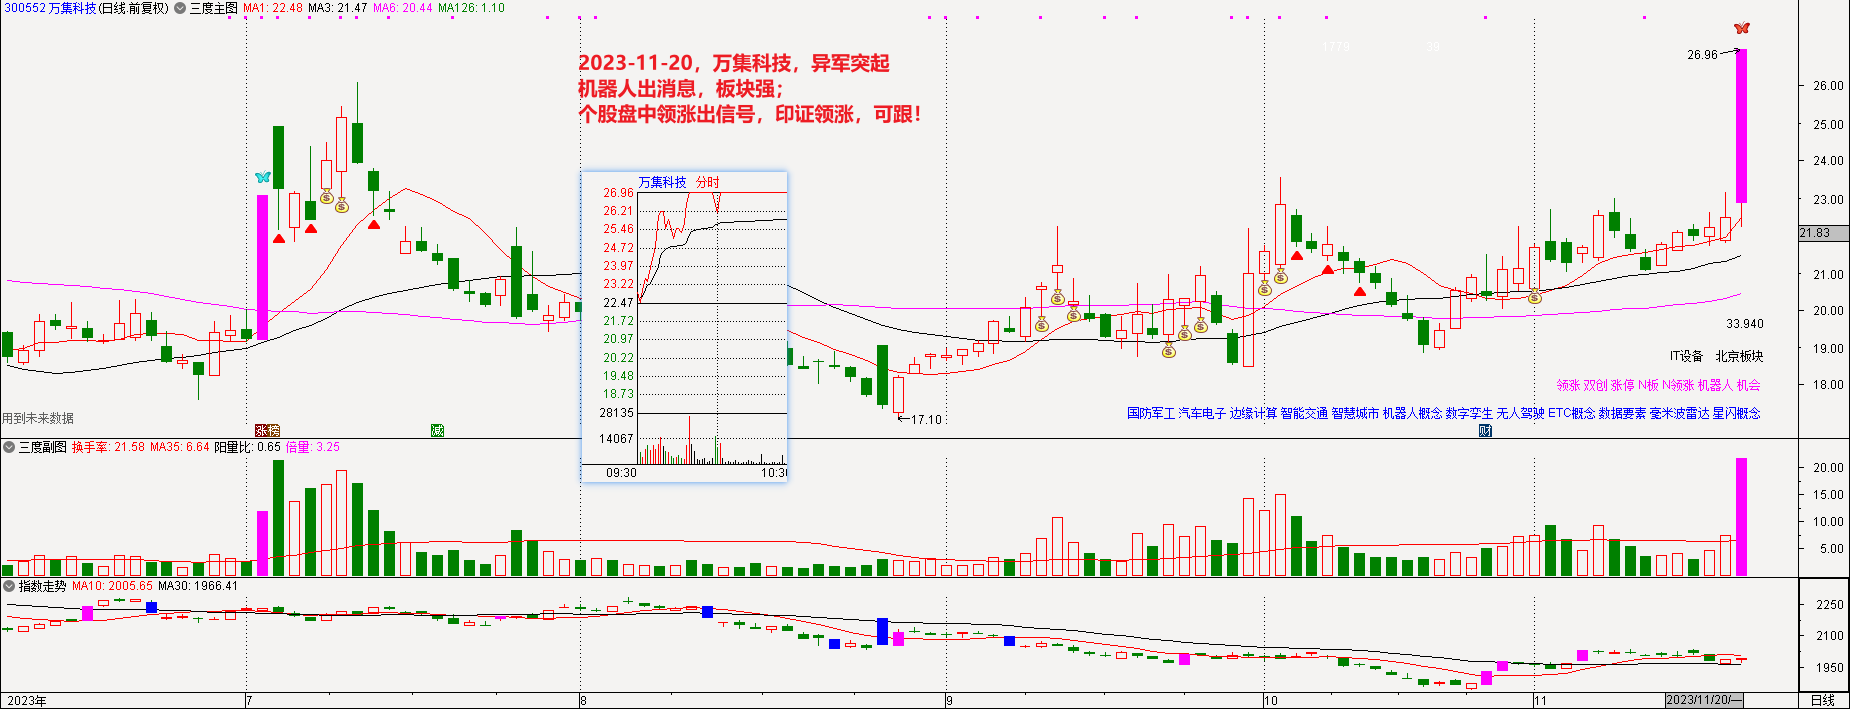 300552 万集科技(日线.前复权) 三度主图 MA1: 22.48 MA3: 21.47 MA6: 20.44 MA126: 1.10
1779 39
2023-11-20，万集科技，异军突起
机器人出消息，板块强；
个股盘中领涨出信号，印证领涨，可跟！
26.96
26.00
25.00
24.00
23.00
21.83
21.00
20.00
19.00
18.00
万集科技 分时
26.96
26.21
25.46
24.72
23.97
23.22
22.47
21.72
20.97
20.22
19.48
18.73
28135
14067
09:30
17.10
33.940
IT设备 北京板块
领涨 双创 涨停 N板 N领涨 机器人 机会
国防军工 汽车电子 边缘计算 智能交通 智慧城市 机器人概念 数字孪生 无人驾驶 ETC概念 数据要素 毫米波雷达 星闪概念
用到未来数据
涨榜
减
财
三度副图 换手率: 21.58 MA35: 6.64 阳量比: 0.65 倍量: 3.25
20.00
15.00
10.00
5.00
指数走势 MA10: 2005.65 MA30: 1966.41
2250
2100
1950
2023年 7 8 9 10 11 2023/11/20/一 日线